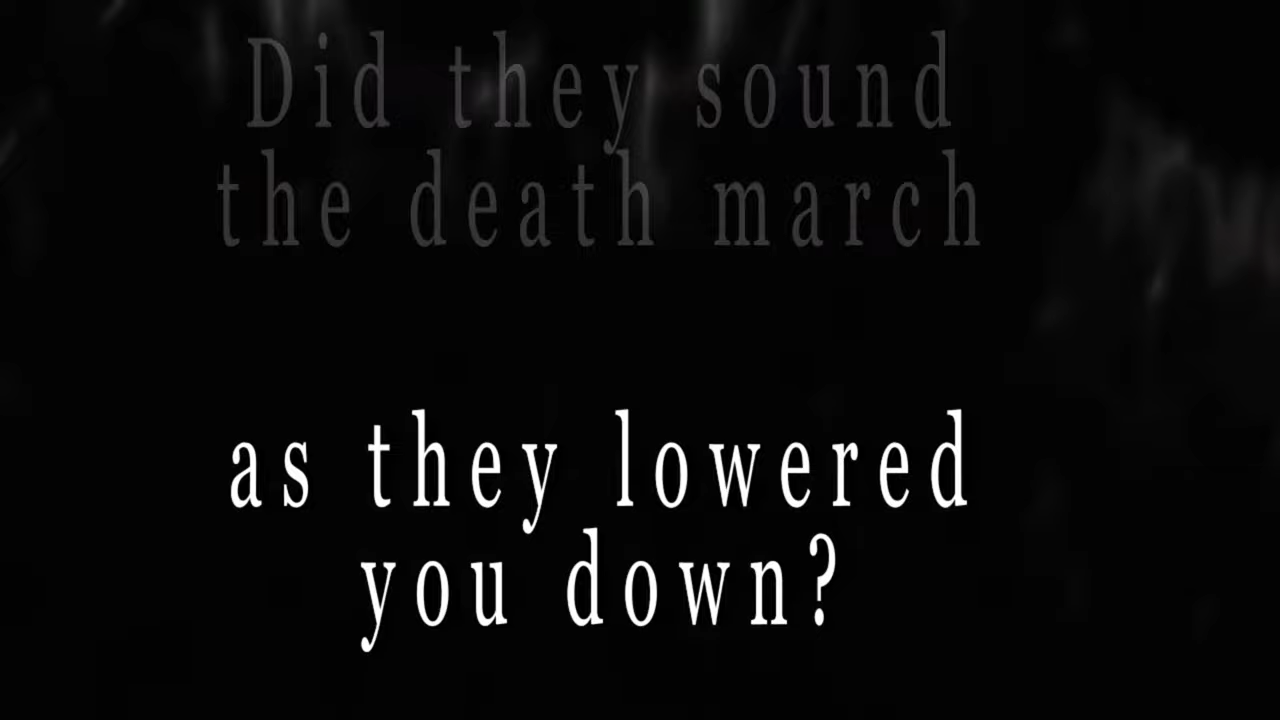 Did they sound
the death march
as they lowered
you down?